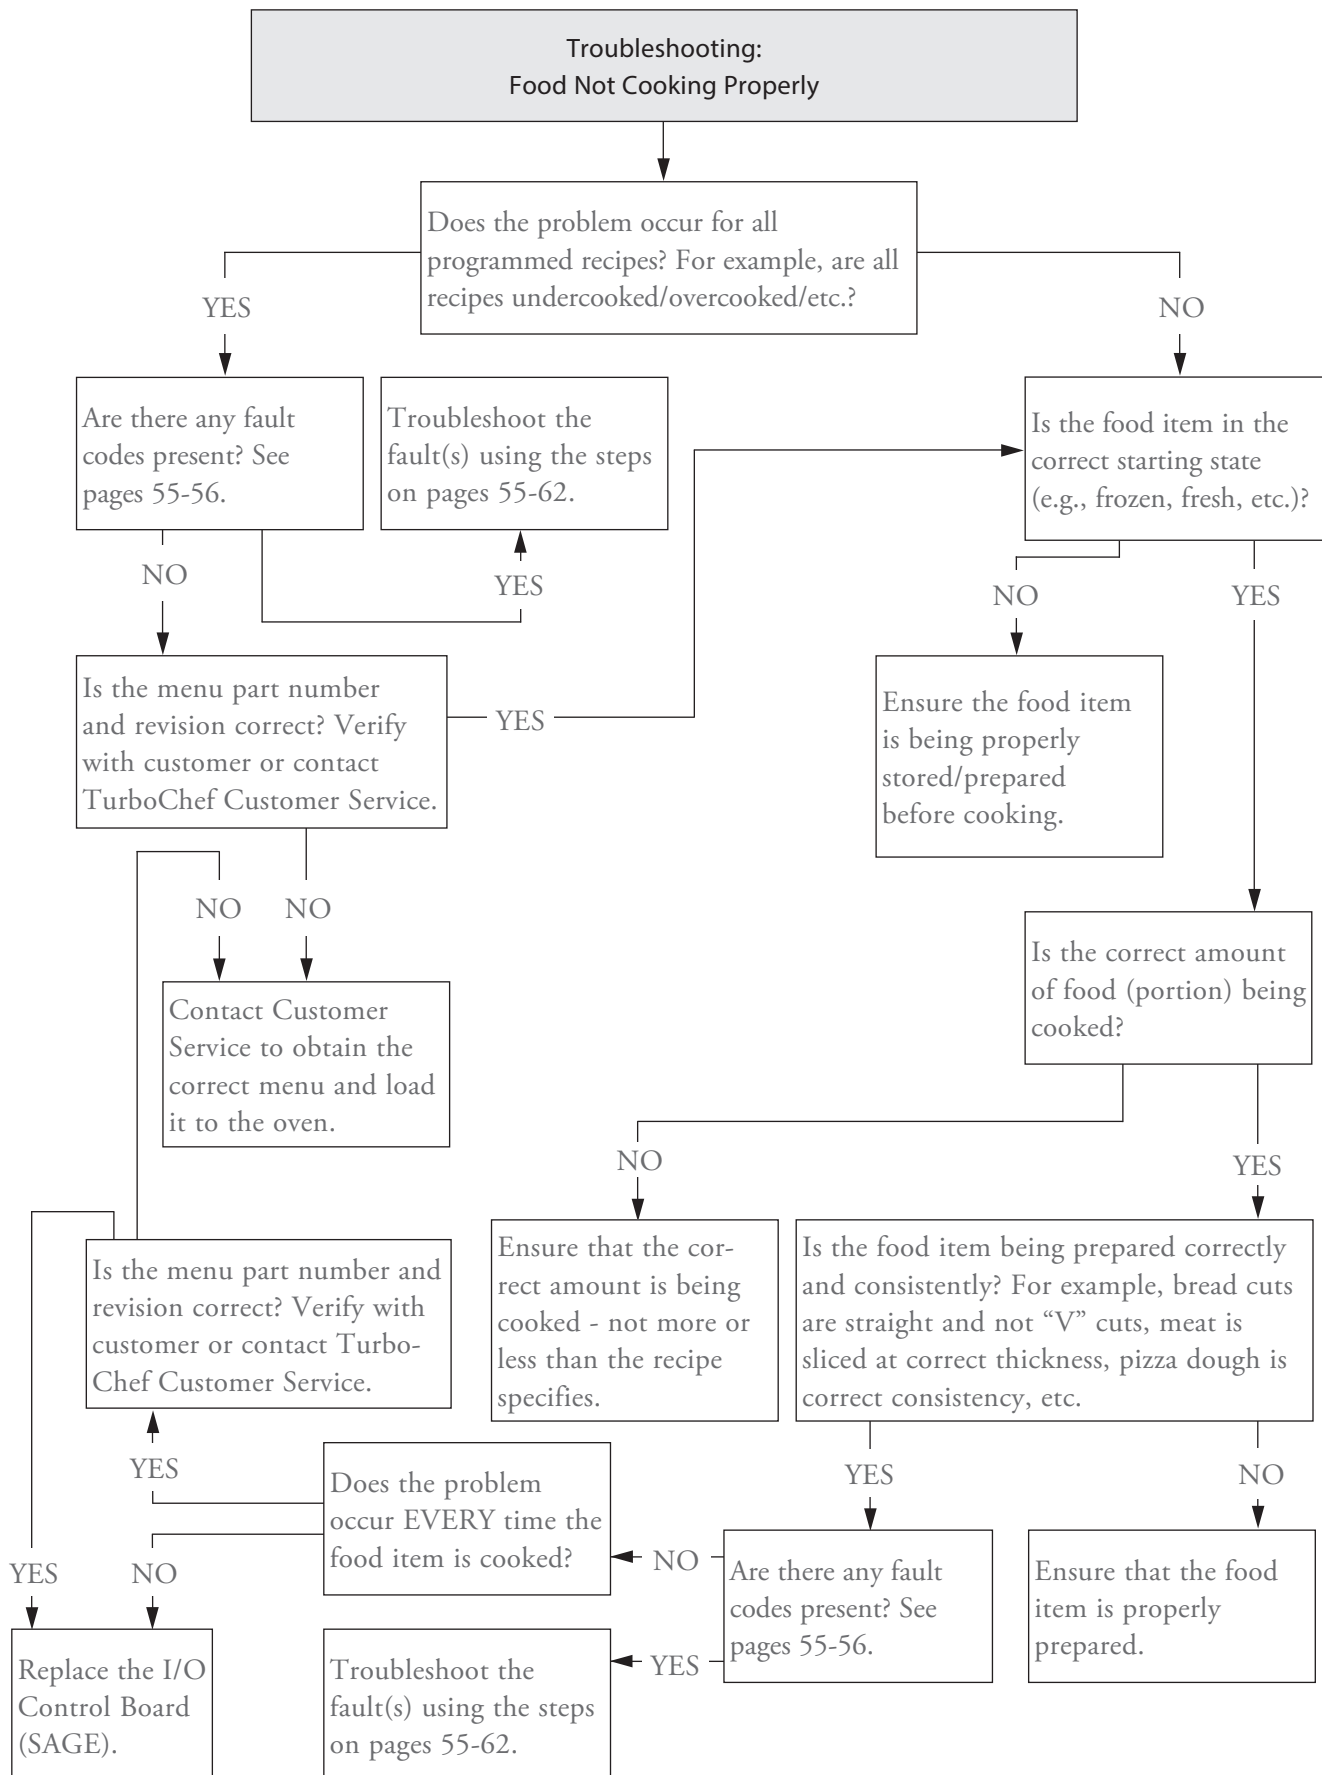 Troubleshooting:
Food Not Cooking Properly
Does the problem occur for all
programmed recipes? For example, are all
recipes undercooked/overcooked/etc.?
YES
NO
Are there any fault
codes present? See
pages 55-56.
Troubleshoot the
fault(s) using the steps
on pages 55-62.
Is the food item in the
correct starting state
(e.g., frozen, fresh, etc.)?
NO
YES
NO
YES
Is the menu part number
and revision correct? Verify
with customer or contact
TurboChef Customer Service.
YES
Ensure the food item
is being properly
stored/prepared
before cooking.
NO
NO
Is the correct amount
of food (portion) being
cooked?
Contact Customer
Service to obtain the
correct menu and load
it to the oven.
NO
YES
Is the menu part number and
revision correct? Verify with
customer or contact Turbo-
Chef Customer Service.
Ensure that the cor-
rect amount is being
cooked - not more or
less than the recipe
specifies.
Is the food item being prepared correctly
and consistently? For example, bread cuts
are straight and not “V” cuts, meat is
sliced at correct thickness, pizza dough is
correct consistency, etc.
YES
Does the problem
occur EVERY time the
food item is cooked?
YES
NO
YES
NO
NO
Are there any fault
codes present? See
pages 55-56.
Ensure that the food
item is properly
prepared.
YES
Replace the I/O
Control Board
(SAGE).
Troubleshoot the
fault(s) using the steps
on pages 55-62.